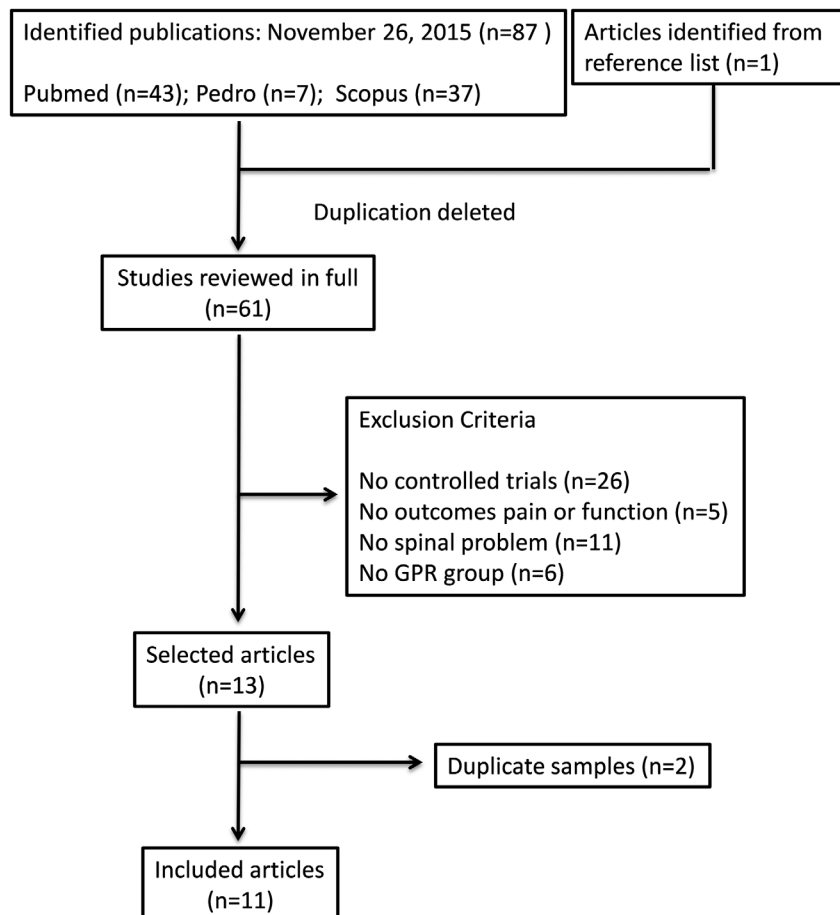 Identified publications: November 26, 2015 (n=87 )
Pubmed (n=43); Pedro (n=7); Scopus (n=37)
Articles identified from
reference list (n=1)
Duplication deleted
Studies reviewed in full
(n=61)
Exclusion Criteria
No controlled trials (n=26)
No outcomes pain or function (n=5)
No spinal problem (n=11)
No GPR group (n=6)
Selected articles
(n=13)
Duplicate samples (n=2)
Included articles
(n=11)